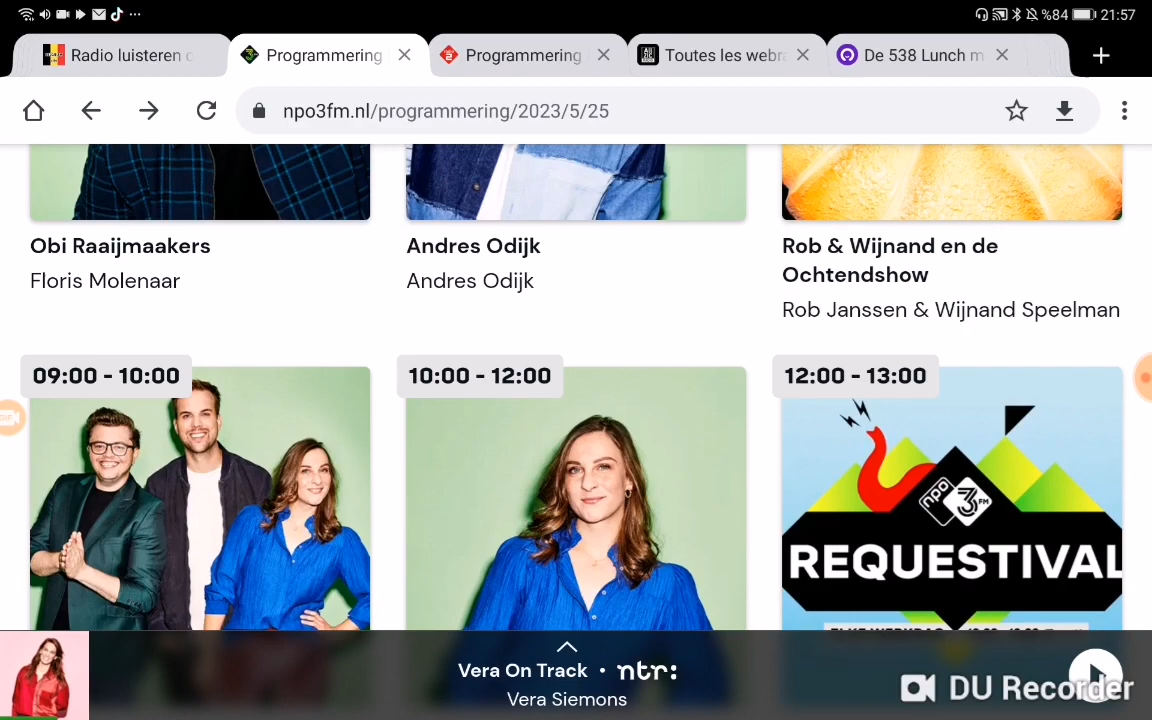 %84 21:57
Radio luisteren o
Programmering
Programmering
Toutes les webra
De 538 Lunch m
npo3fm.nl/programmering/2023/5/25
Obi Raaijmakers
Floris Molenaar
Andres Odijk
Andres Odijk
Rob & Wijnand en de
Ochtendshow
Rob Janssen & Wijnand Speelman
09:00 - 10:00
10:00 - 12:00
12:00 - 13:00
npo 3FM
REQUESTIVAL
GIF
Vera On Track • ntr:
Vera Siemons
DU Recorder